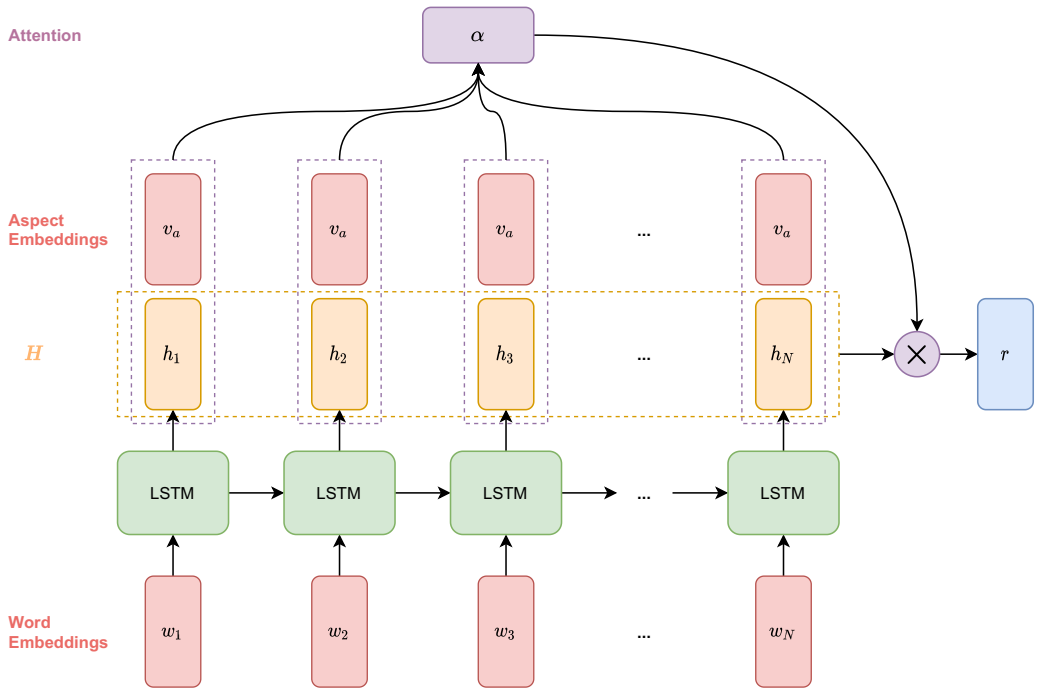 Attention
α
Aspect
Embeddings
v_a v_a v_a ... v_a
H
h_1 h_2 h_3 ... h_N
r
LSTM LSTM LSTM ... LSTM
Word
Embeddings
w_1 w_2 w_3 ... w_N